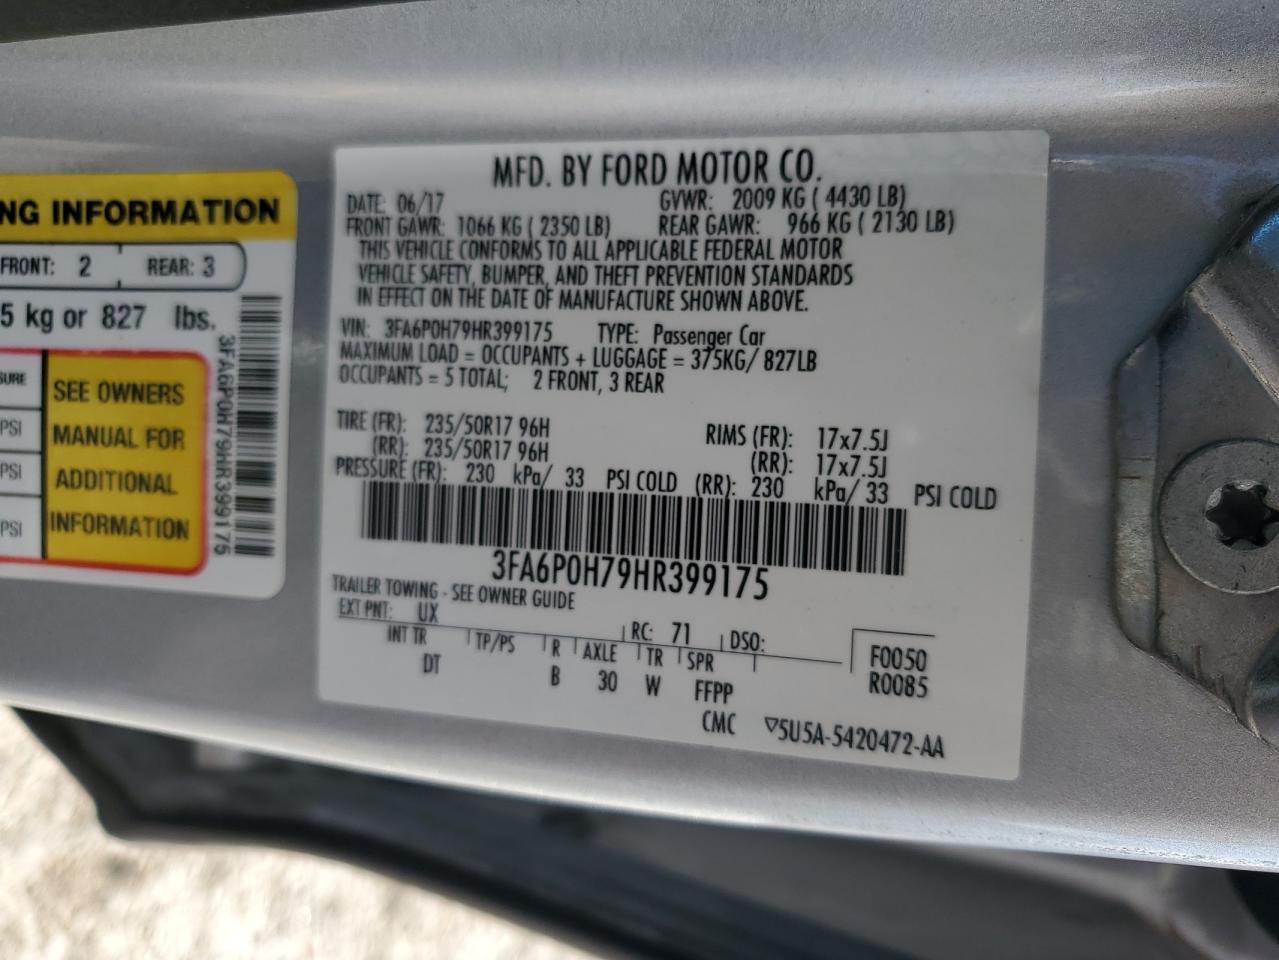 NG INFORMATION
FRONT: 2 REAR: 3
5 kg or 827 lbs.
SURE
PSI
PSI
PSI
SEE OWNERS
MANUAL FOR
ADDITIONAL
INFORMATION
3FA6P0H79HR399175
MFD. BY FORD MOTOR CO.
DATE: 06/17 GVWR: 2009 KG ( 4430 LB)
FRONT GAWR: 1066 KG ( 2350 LB) REAR GAWR: 966 KG ( 2130 LB)
THIS VEHICLE CONFORMS TO ALL APPLICABLE FEDERAL MOTOR
VEHICLE SAFETY, BUMPER, AND THEFT PREVENTION STANDARDS
IN EFFECT ON THE DATE OF MANUFACTURE SHOWN ABOVE.
VIN: 3FA6P0H79HR399175 TYPE: Passenger Car
MAXIMUM LOAD = OCCUPANTS + LUGGAGE = 375KG/ 827LB
OCCUPANTS = 5 TOTAL; 2 FRONT, 3 REAR
TIRE (FR): 235/50R17 96H RIMS (FR): 17x7.5J
(RR): 235/50R17 96H (RR): 17x7.5J
PRESSURE (FR): 230 kPa/ 33 PSI COLD (RR): 230 kPa/ 33 PSI COLD
3FA6P0H79HR399175
TRAILER TOWING - SEE OWNER GUIDE
EXT PNT: UX RC: 71 DSO:
INT TR TP/PS R AXLE TR SPR F0050
DT B 30 W FFPP R0085
CMC ▽5U5A-5420472-AA